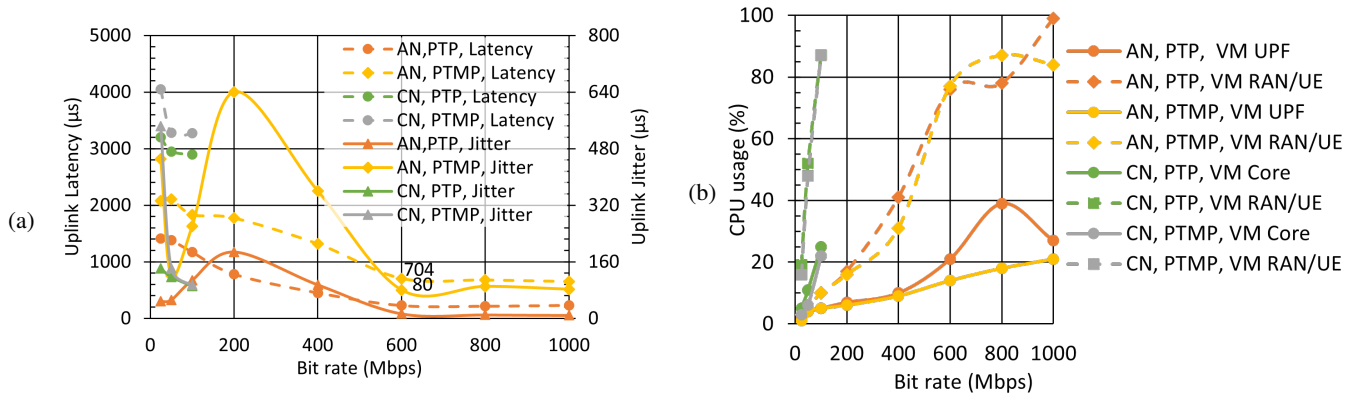 (a)
Uplink Latency (µs)
5000
4000
3000
2000
1000
0
0
200
400
600
800
1000
Bit rate (Mbps)
800
640
480
320
160
0
Uplink Jitter (µs)
AN,PTP, Latency
AN, PTMP, Latency
CN, PTP, Latency
CN, PTMP, Latency
AN,PTP, Jitter
AN, PTMP, Jitter
CN, PTP, Jitter
CN, PTMP, Jitter
704
80
(b)
CPU usage (%)
100
80
60
40
20
0
0
200
400
600
800
1000
Bit rate (Mbps)
AN, PTP, VM UPF
AN, PTP, VM RAN/UE
AN, PTMP, VM UPF
AN, PTMP, VM RAN/UE
CN, PTP, VM Core
CN, PTP, VM RAN/UE
CN, PTMP, VM Core
CN, PTMP, VM RAN/UE